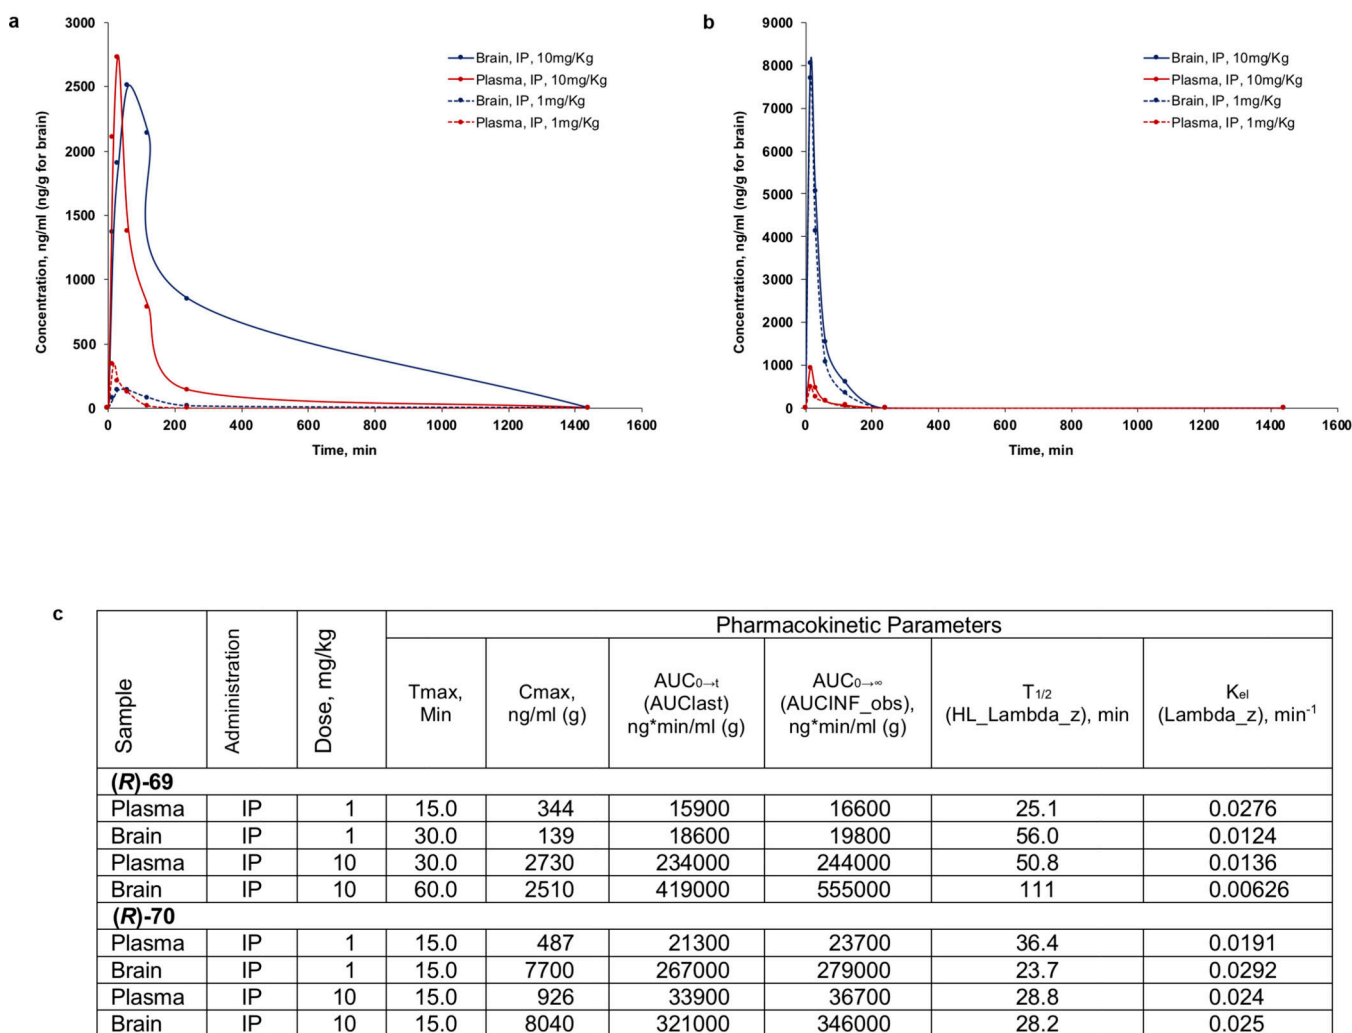 a
3000
2500
2000
1500
1000
500
0
0 200 400 600 800 1000 1200 1400 1600
Concentration, ng/ml (ng/g for brain)
Time, min
Brain, IP, 10mg/Kg
Plasma, IP, 10mg/Kg
Brain, IP, 1mg/Kg
Plasma, IP, 1mg/Kg
b
9000
8000
7000
6000
5000
4000
3000
2000
1000
0
0 200 400 600 800 1000 1200 1400 1600
Concentration, ng/ml (ng/g for brain)
Time, min
Brain, IP, 10mg/Kg
Plasma, IP, 10mg/Kg
Brain, IP, 1mg/Kg
Plasma, IP, 1mg/Kg
c
Sample
Administration
Dose, mg/kg
Pharmacokinetic Parameters
Tmax,
Min
Cmax,
ng/ml (g)
AUC0→t
(AUClast)
ng*min/ml (g)
AUC0→∞
(AUCINF_obs),
ng*min/ml (g)
T1/2
(HL_Lambda_z), min
Kel
(Lambda_z), min-1
(R)-69
Plasma IP 1 15.0 344 15900 16600 25.1 0.0276
Brain IP 1 30.0 139 18600 19800 56.0 0.0124
Plasma IP 10 30.0 2730 234000 244000 50.8 0.0136
Brain IP 10 60.0 2510 419000 555000 111 0.00626
(R)-70
Plasma IP 1 15.0 487 21300 23700 36.4 0.0191
Brain IP 1 15.0 7700 267000 279000 23.7 0.0292
Plasma IP 10 15.0 926 33900 36700 28.8 0.024
Brain IP 10 15.0 8040 321000 346000 28.2 0.025